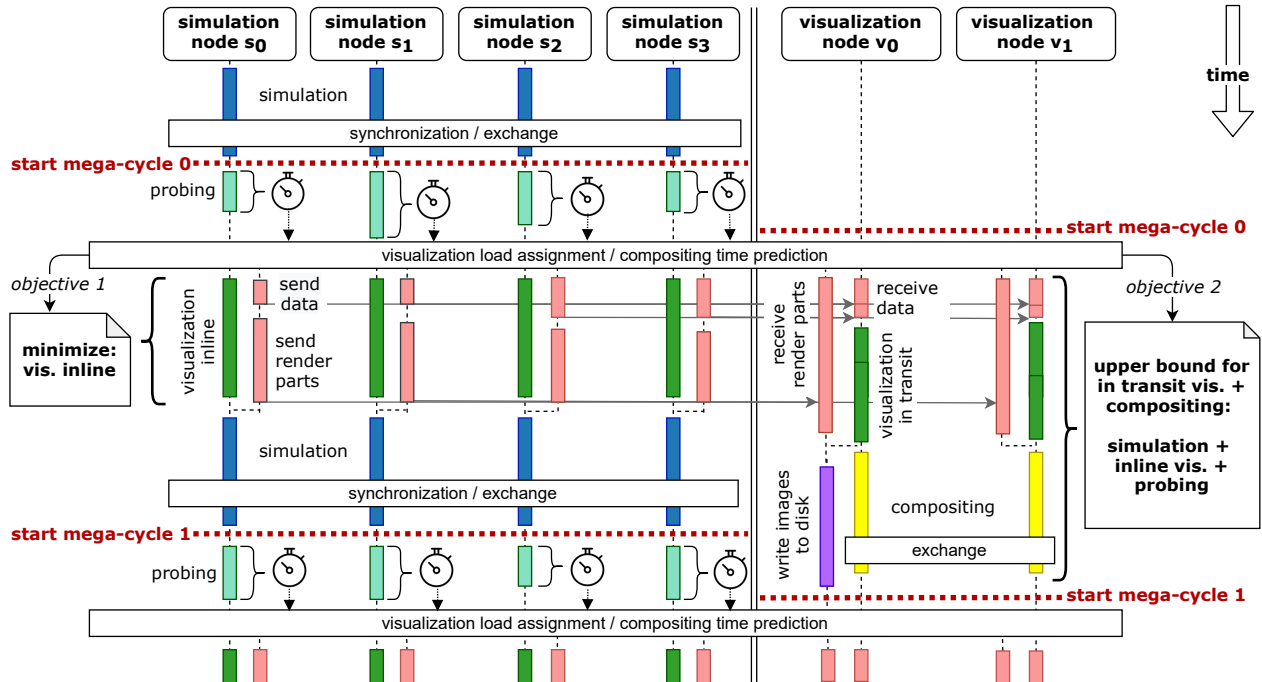 simulation
node s0
simulation
node s1
simulation
node s2
simulation
node s3
visualization
node v0
visualization
node v1
time
simulation
synchronization / exchange
start mega-cycle 0
probing
start mega-cycle 0
visualization load assignment / compositing time prediction
objective 1
objective 2
minimize:
vis. inline
visualization
inline
send
data
send
render
parts
receive
render parts
receive
data
visualization
in transit
upper bound for
in transit vis. +
compositing:
simulation +
inline vis. +
probing
simulation
synchronization / exchange
start mega-cycle 1
probing
write images
to disk
compositing
exchange
start mega-cycle 1
visualization load assignment / compositing time prediction